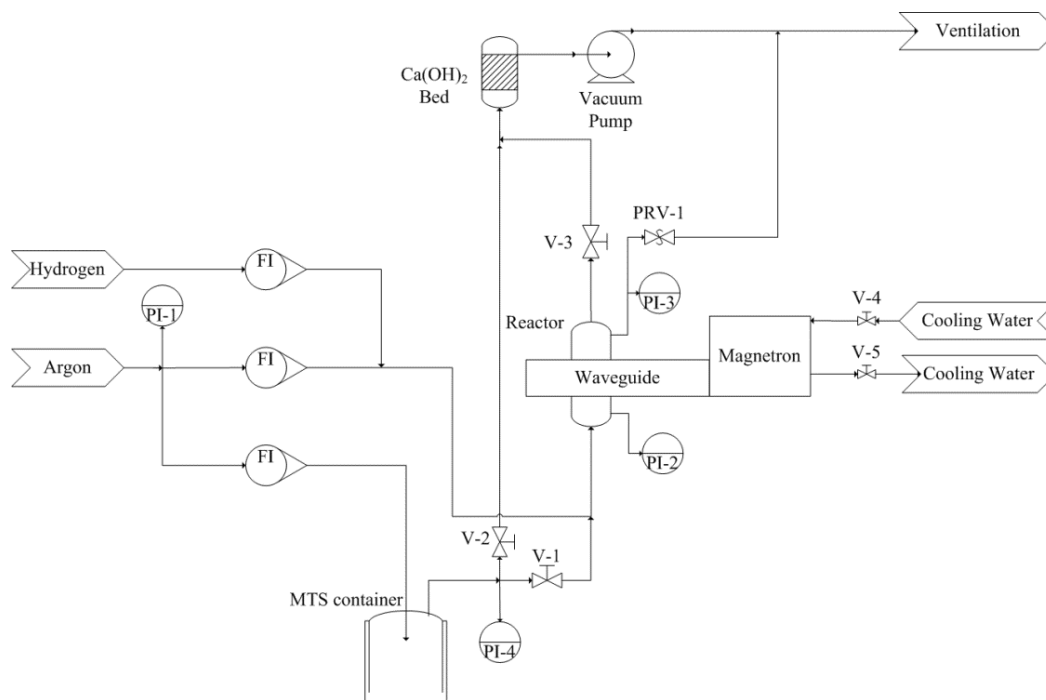 Ventilation
Ca(OH)2
Bed
Vacuum
Pump
PRV-1
V-3
Hydrogen
FI
PI-1
PI-3
V-4
Reactor
Cooling Water
Argon
FI
Waveguide
Magnetron
V-5
Cooling Water
FI
PI-2
V-2
V-1
MTS container
PI-4